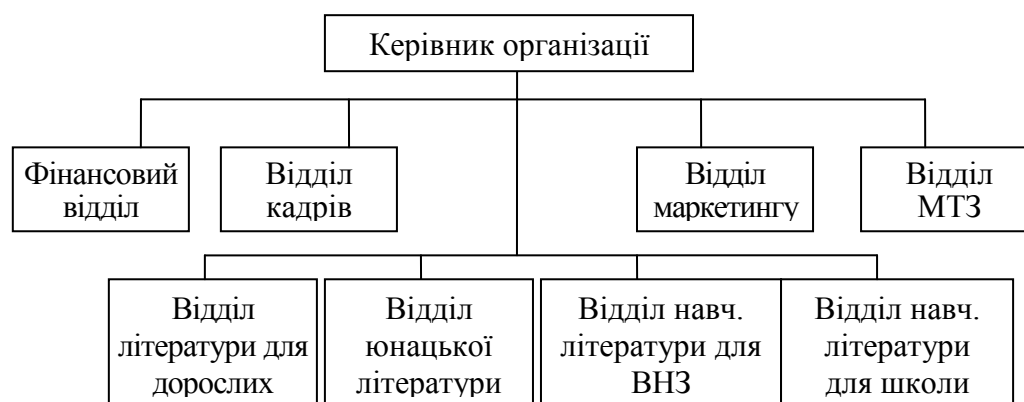 Керівник організації
Фінансовий
відділ
Відділ
кадрів
Відділ
маркетингу
Відділ
МТЗ
Відділ
літератури для
дорослих
Відділ
юнацької
літератури
Відділ навч.
літератури для
ВНЗ
Відділ навч.
літератури
для школи